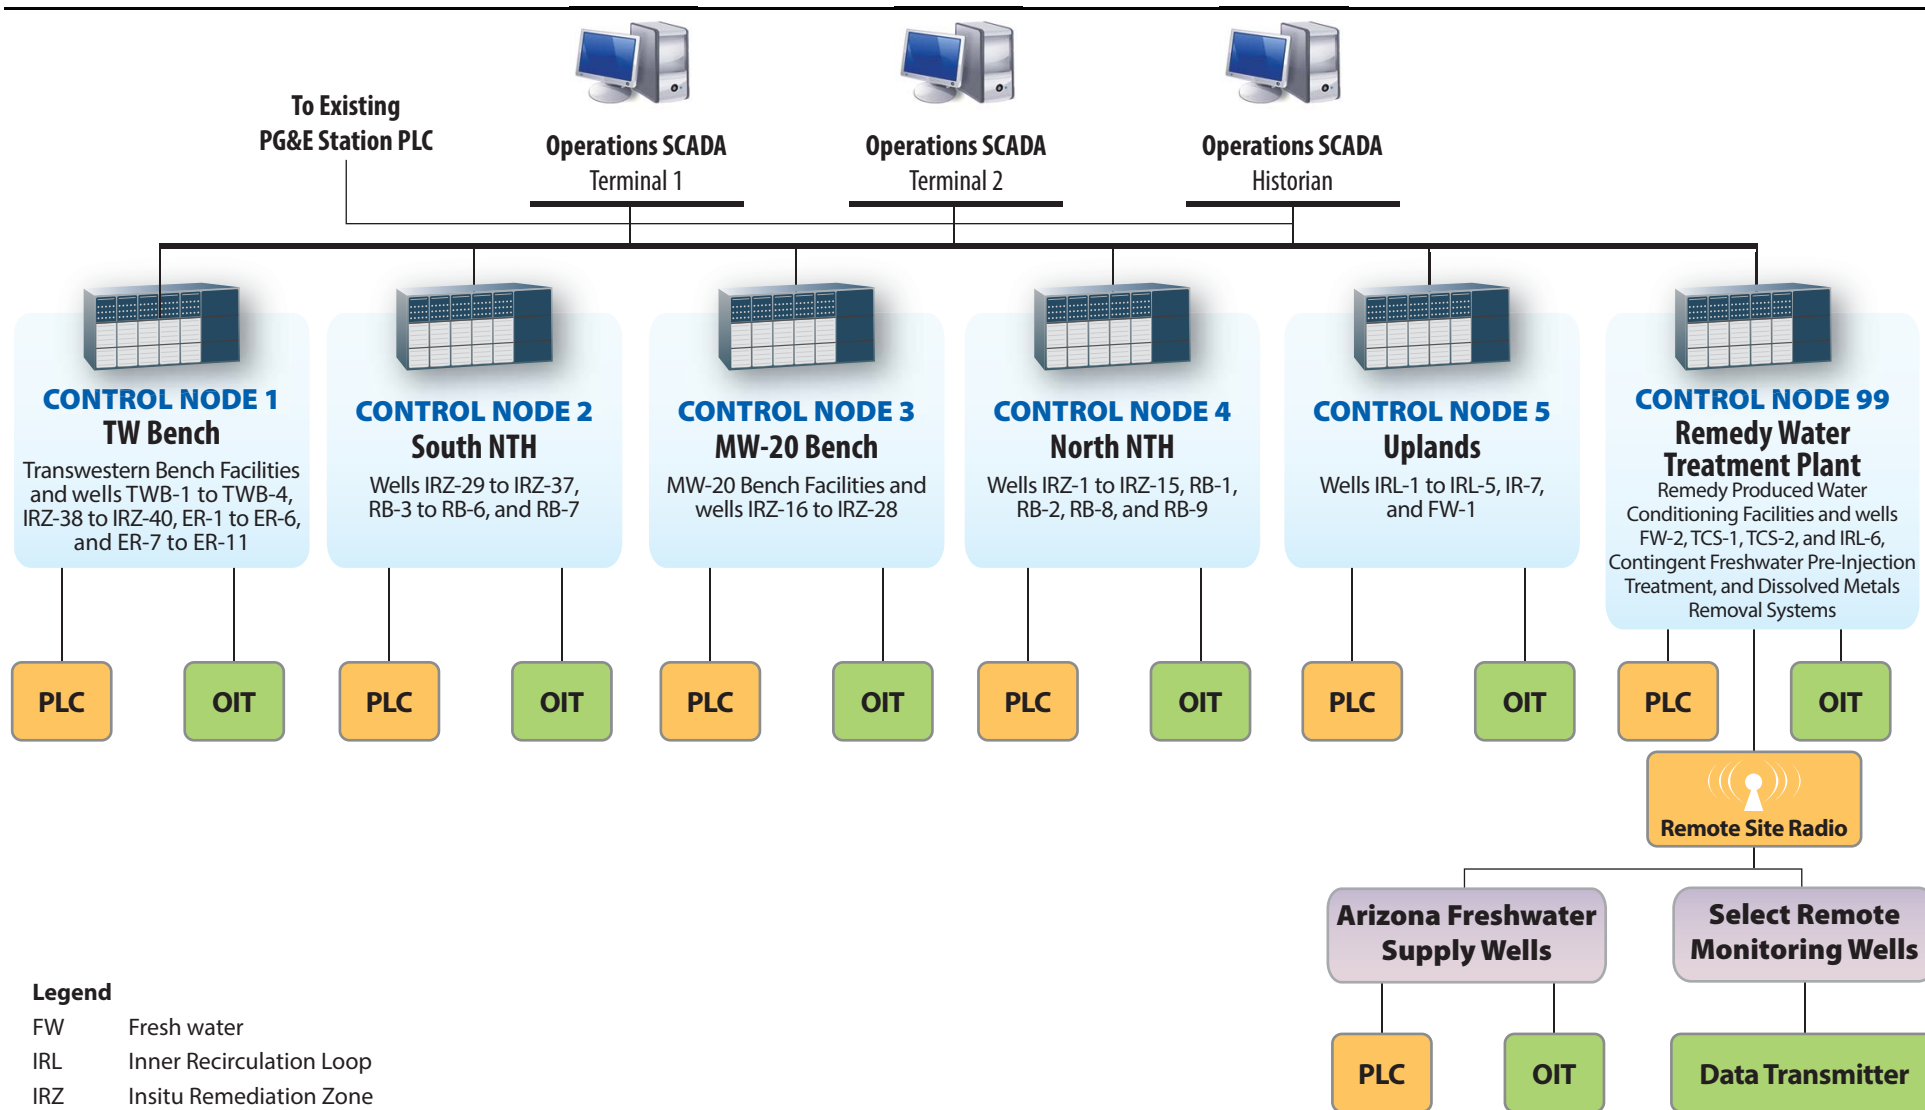 To Existing
PG&E Station PLC
Operations SCADA
Terminal 1
Operations SCADA
Terminal 2
Operations SCADA
Historian
CONTROL NODE 1
TW Bench
Transwestern Bench Facilities
and wells TWB-1 to TWB-4,
IRZ-38 to IRZ-40, ER-1 to ER-6,
and ER-7 to ER-11
CONTROL NODE 2
South NTH
Wells IRZ-29 to IRZ-37,
RB-3 to RB-6, and RB-7
CONTROL NODE 3
MW-20 Bench
MW-20 Bench Facilities and
wells IRZ-16 to IRZ-28
CONTROL NODE 4
North NTH
Wells IRZ-1 to IRZ-15, RB-1,
RB-2, RB-8, and RB-9
CONTROL NODE 5
Uplands
Wells IRL-1 to IRL-5, IR-7,
and FW-1
CONTROL NODE 99
Remedy Water
Treatment Plant
Remedy Produced Water
Conditioning Facilities and wells
FW-2, TCS-1, TCS-2, and IRL-6,
Contingent Freshwater Pre-Injection
Treatment, and Dissolved Metals
Removal Systems
PLC
OIT
PLC
OIT
PLC
OIT
PLC
OIT
PLC
OIT
PLC
OIT
Remote Site Radio
Arizona Freshwater
Supply Wells
Select Remote
Monitoring Wells
PLC
OIT
Data Transmitter
Legend
FW Fresh water
IRL Inner Recirculation Loop
IRZ Insitu Remediation Zone